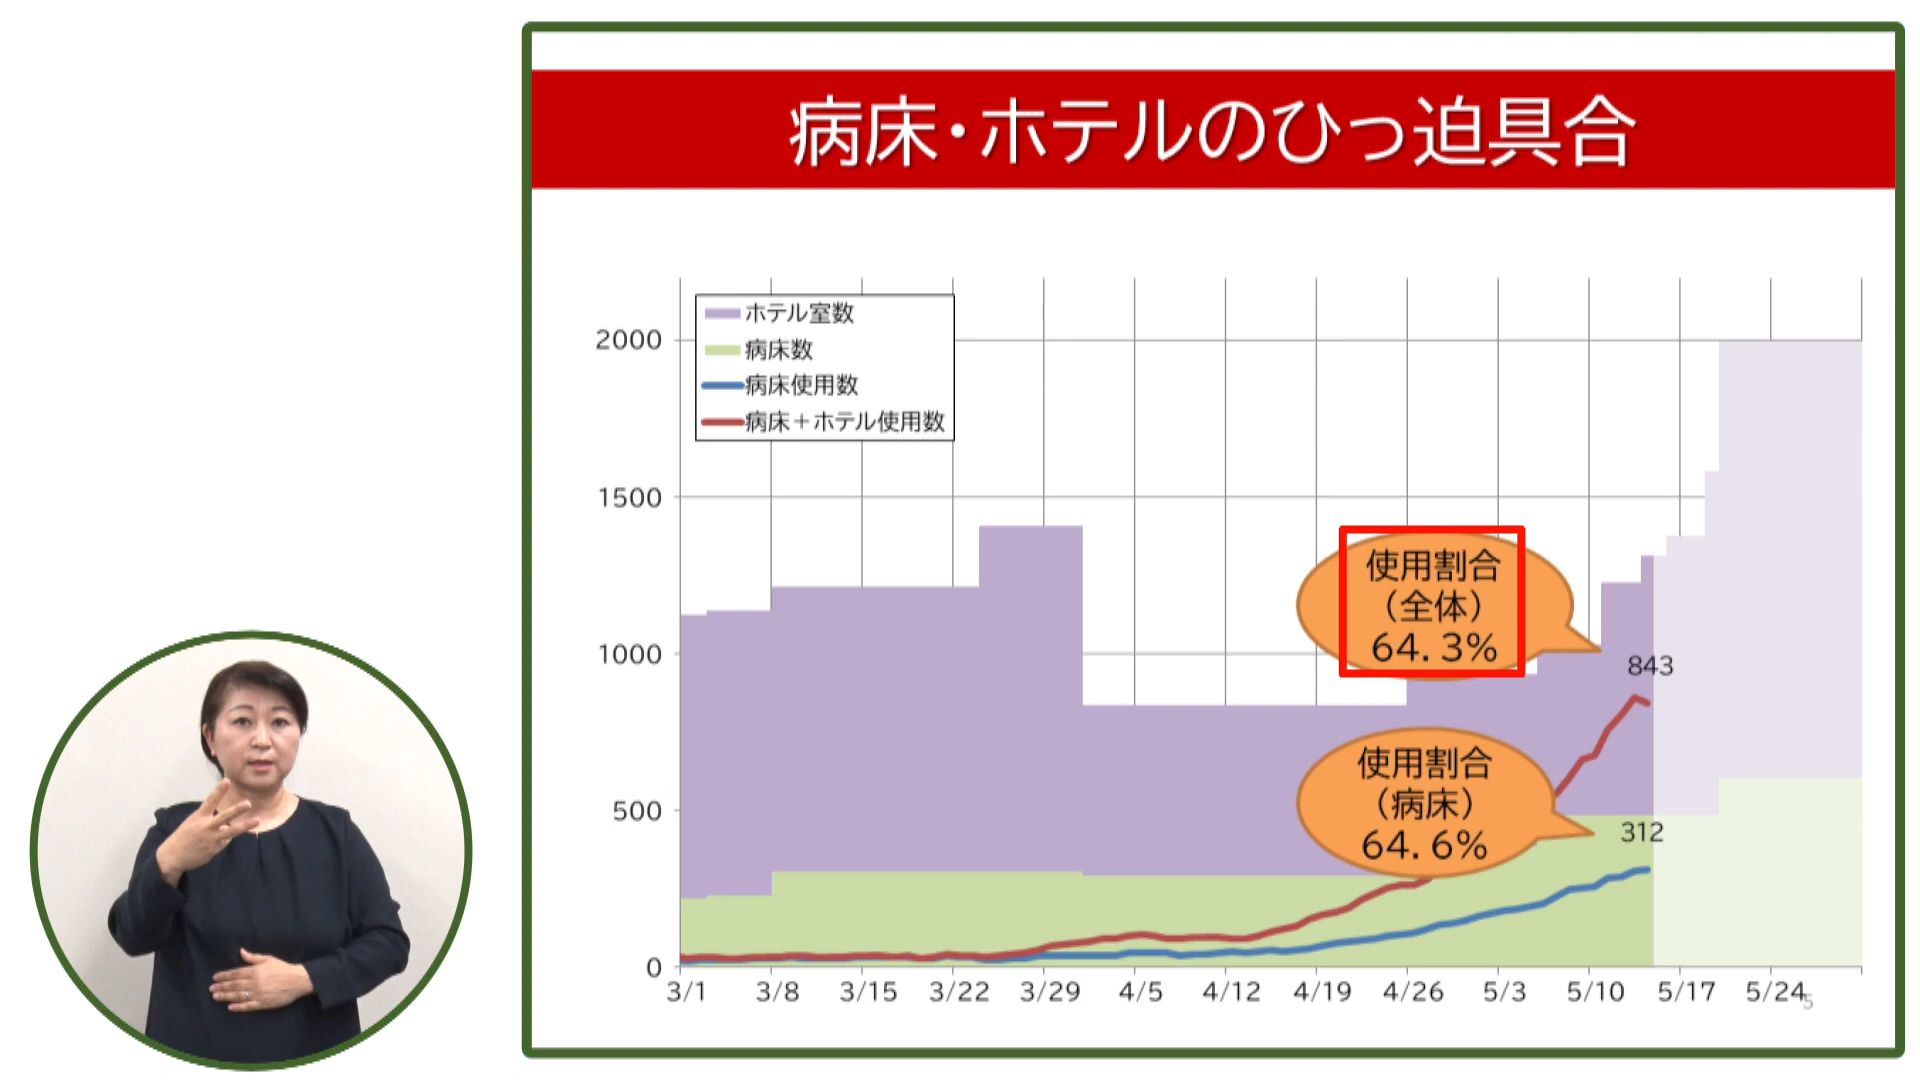 病床・ホテルのひっ迫具合
ホテル室数
病床数
病床使用数
病床＋ホテル使用数
2000
1500
1000
500
0
使用割合
（全体）
64.3%
843
使用割合
（病床）
64.6%
312
3/1 3/8 3/15 3/22 3/29 4/5 4/12 4/19 4/26 5/3 5/10 5/17 5/24
5